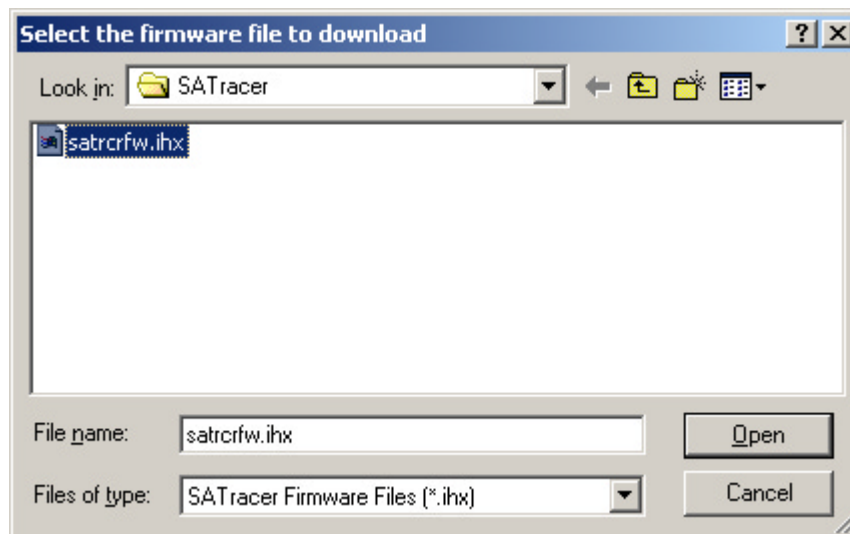 Select the firmware file to download
Look in: SATracer
satrcrfw.ihx
File name: satrcrfw.ihx Open
Files of type: SATracer Firmware Files (*.ihx) Cancel